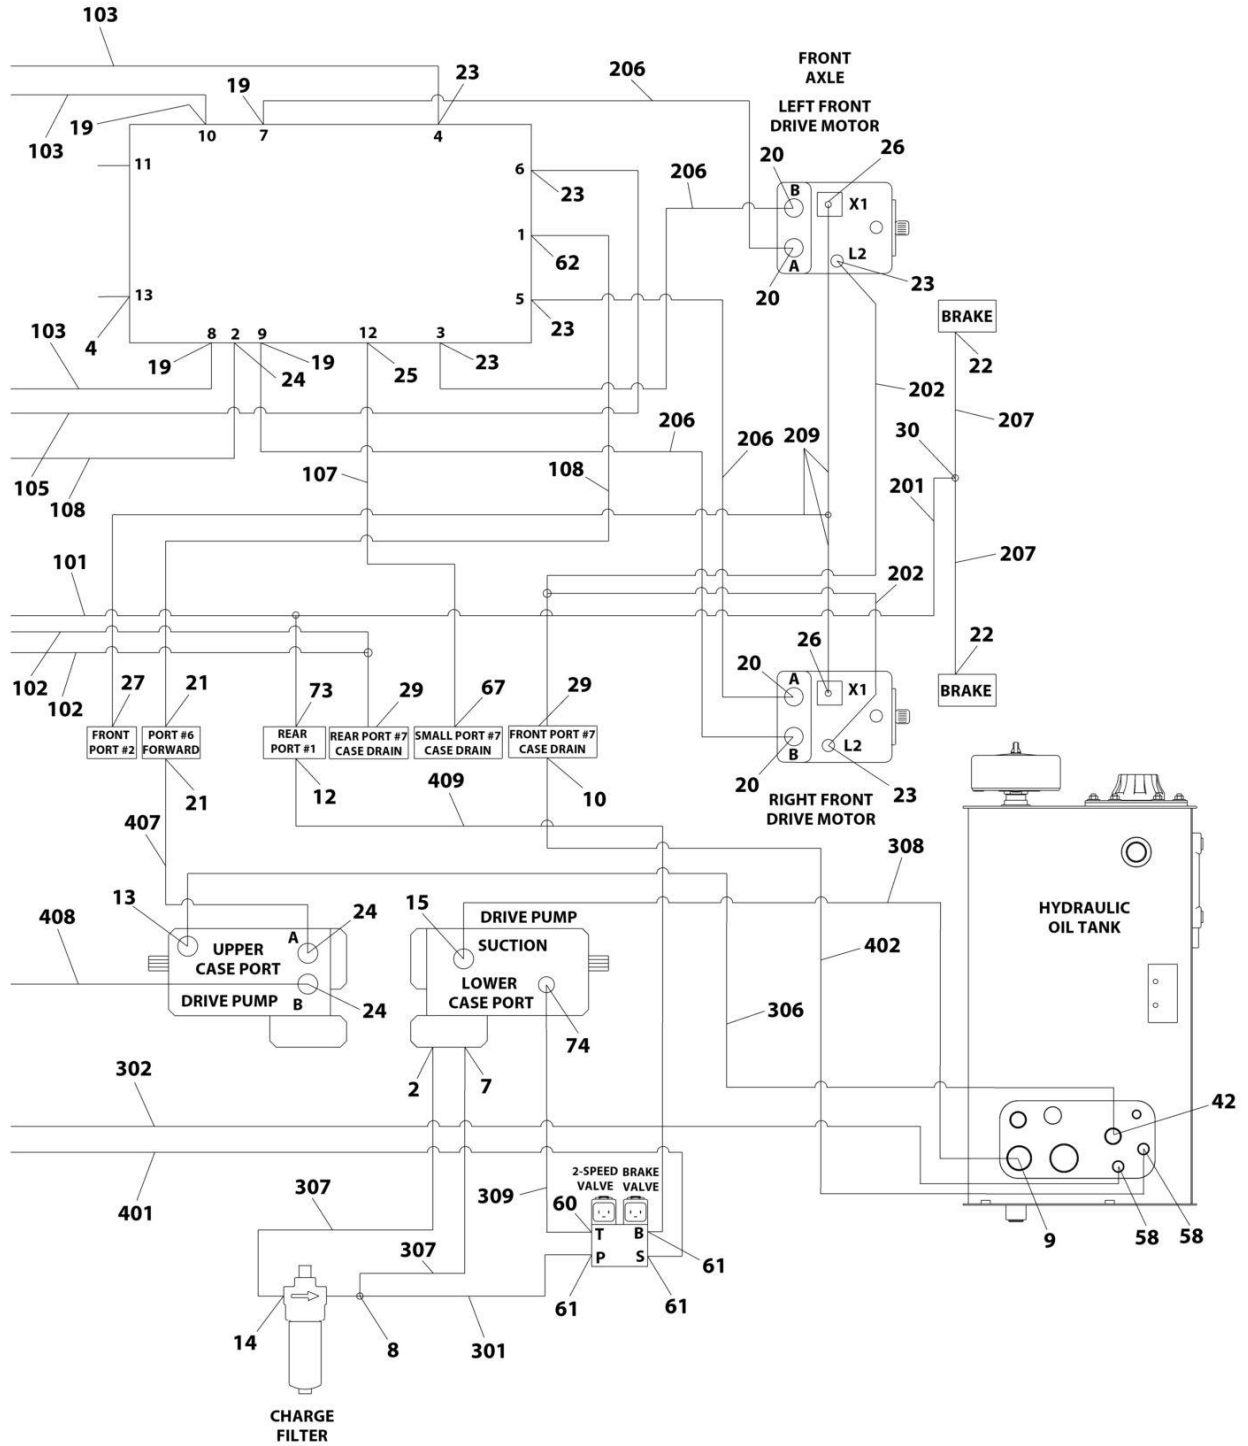 103
FRONT
AXLE
19
23
206
LEFT FRONT
DRIVE MOTOR
19
103
10
7
4
20
26
11
6
23
206
B
X1
1
62
L2
A
20
23
13
5
23
BRAKE
103
4
8
2
9
12
3
19
24
19
25
23
22
202
206
207
105
108
107
108
206
209
30
201
101
207
202
102
102
27
21
73
29
67
29
20
26
22
A
X1
BRAKE
FRONT
PORT #2
PORT #6
FORWARD
REAR
PORT #1
REAR PORT #7
CASE DRAIN
SMALL PORT #7
CASE DRAIN
FRONT PORT #7
CASE DRAIN
B
L2
21
12
409
10
20
23
RIGHT FRONT
DRIVE MOTOR
407
308
13
15
408
24
DRIVE PUMP
SUCTION
HYDRAULIC
OIL TANK
A
UPPER
CASE PORT
402
LOWER
CASE PORT
DRIVE PUMP
B
24
306
74
302
2
7
42
2-SPEED
VALVE
BRAKE
VALVE
401
307
309
60
307
T
B
P
S
9
58
58
61
61
61
14
8
301
CHARGE
FILTER